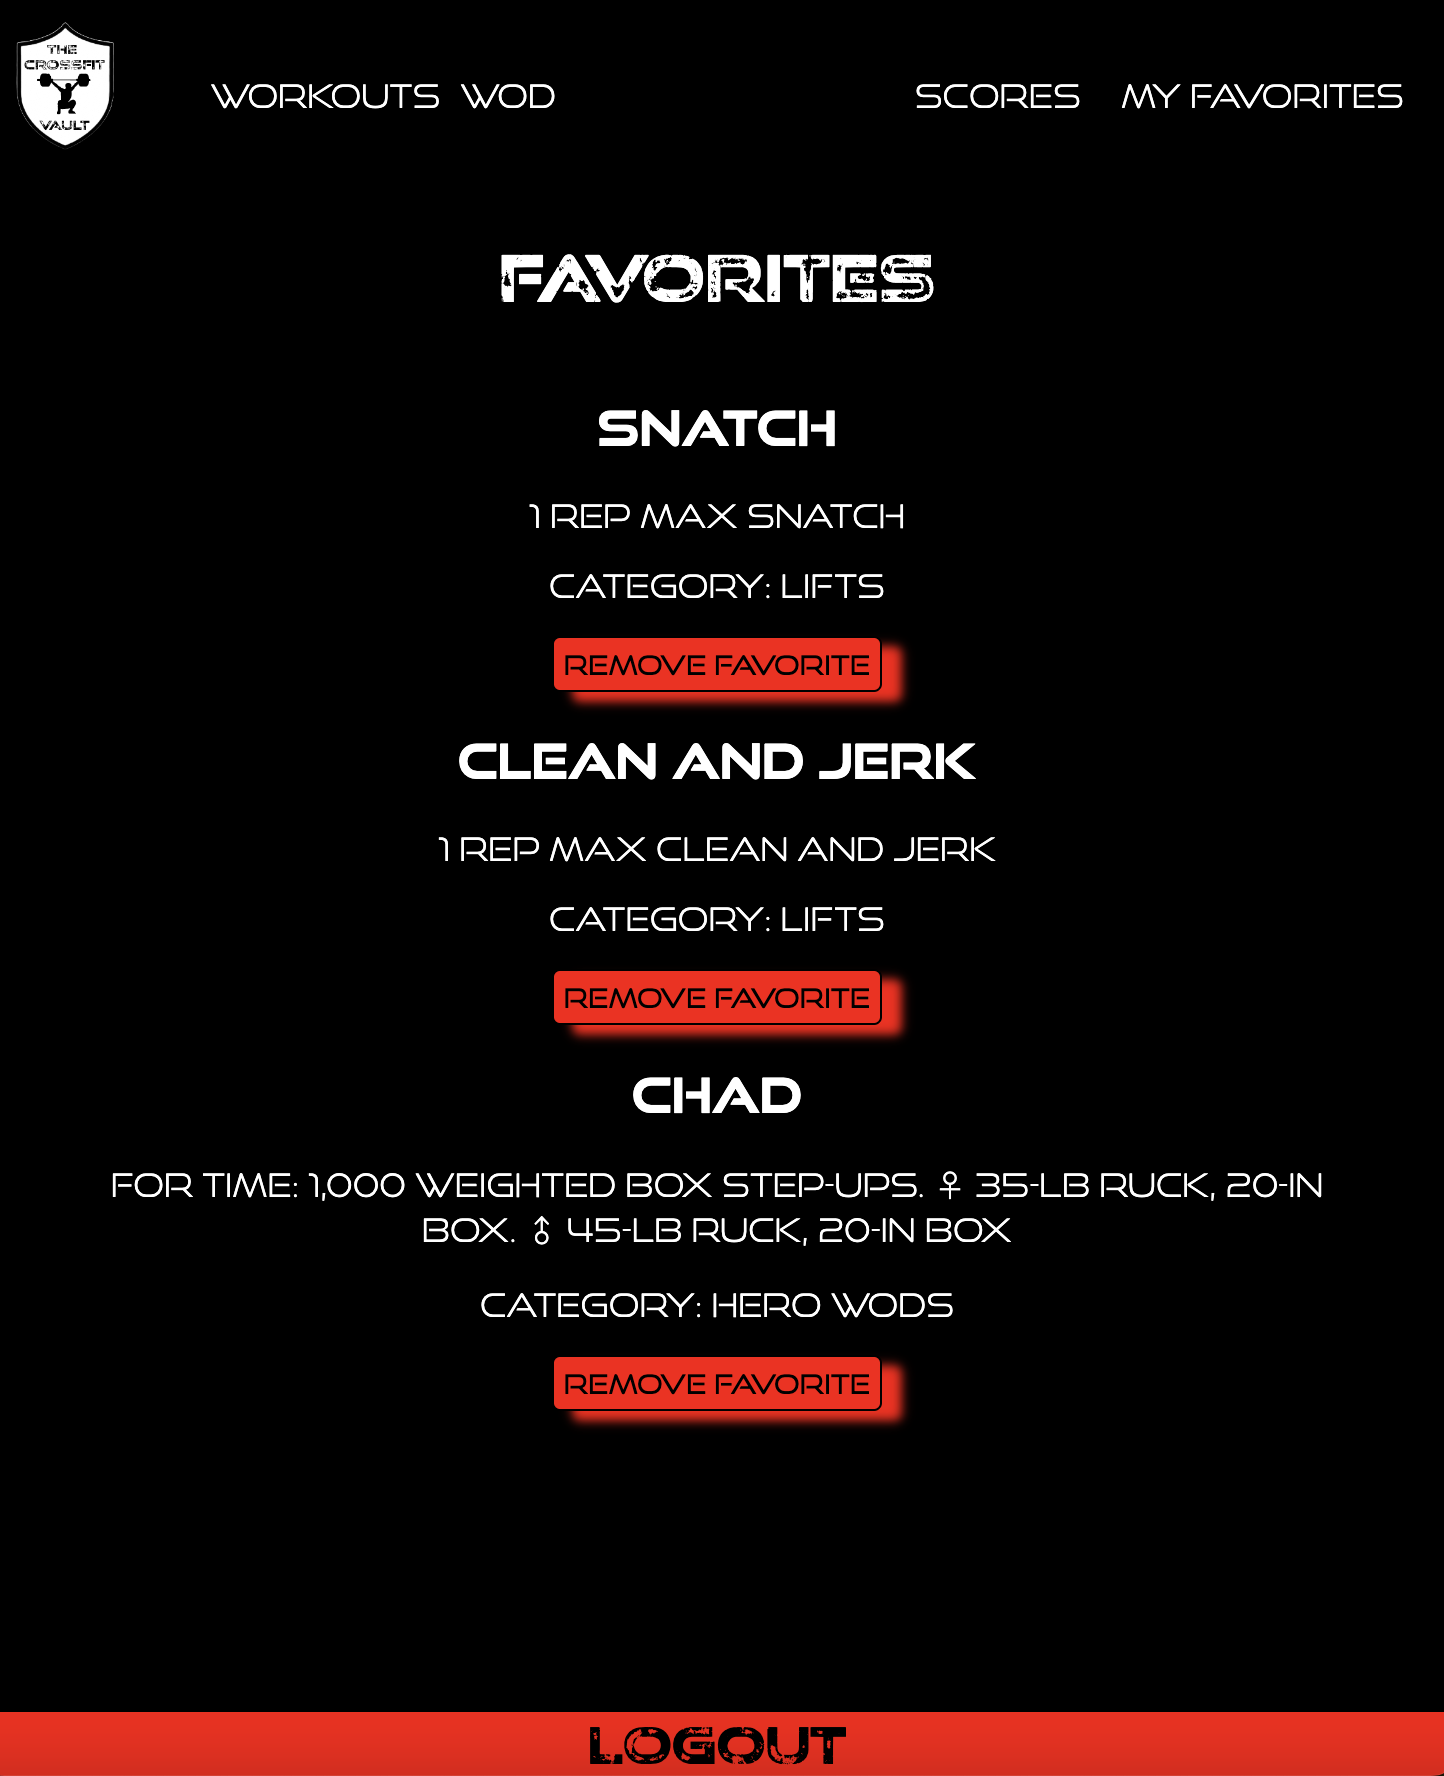 THE
CROSSFIT
VAULT
WORKOUTS WOD SCORES MY FAVORITES
FAVORITES
SNATCH
1 REP MAX SNATCH
CATEGORY: LIFTS
REMOVE FAVORITE
CLEAN AND JERK
1 REP MAX CLEAN AND JERK
CATEGORY: LIFTS
REMOVE FAVORITE
CHAD
FOR TIME: 1,000 WEIGHTED BOX STEP-UPS. ♀ 35-LB RUCK, 20-IN
BOX. ♂ 45-LB RUCK, 20-IN BOX
CATEGORY: HERO WODS
REMOVE FAVORITE
LOGOUT